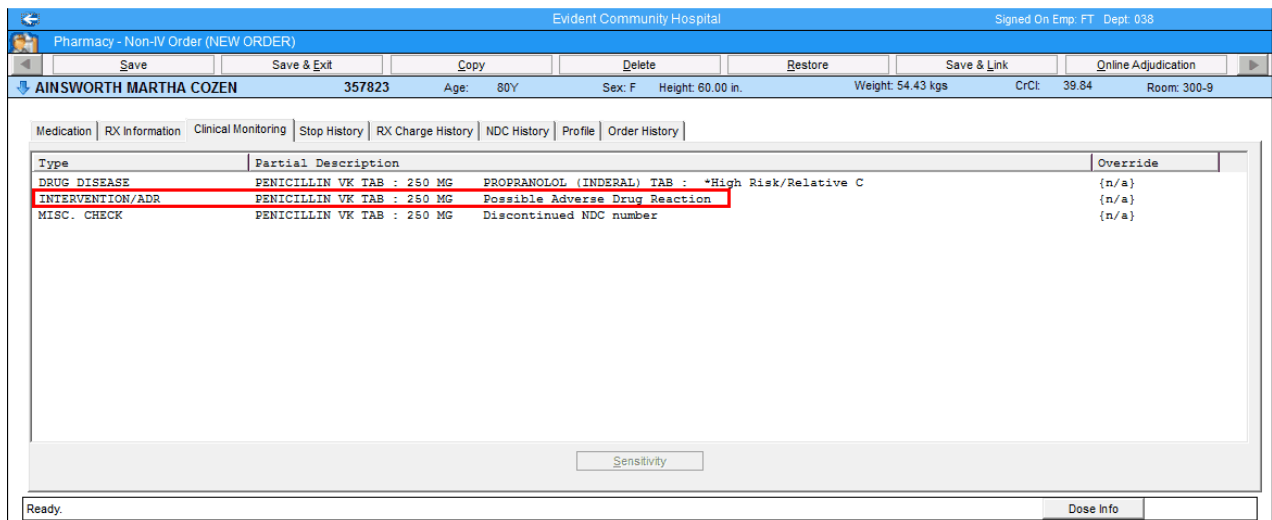 Evident Community Hospital Signed On Emp: FT Dept: 038
Pharmacy - Non-IV Order (NEW ORDER)
Save Save & Exit Copy Delete Restore Save & Link Online Adjudication
AINSWORTH MARTHA COZEN 357823 Age: 80Y Sex: F Height: 60.00 in. Weight: 54.43 kgs CrCl: 39.84 Room: 300-9
Medication RX Information Clinical Monitoring Stop History RX Charge History NDC History Profile Order History
Type Partial Description Override
DRUG DISEASE PENICILLIN VK TAB : 250 MG PROPRANOLOL (INDERAL) TAB : *High Risk/Relative C {n/a}
INTERVENTION/ADR PENICILLIN VK TAB : 250 MG Possible Adverse Drug Reaction {n/a}
MISC. CHECK PENICILLIN VK TAB : 250 MG Discontinued NDC number {n/a}
Sensitivity
Ready. Dose Info